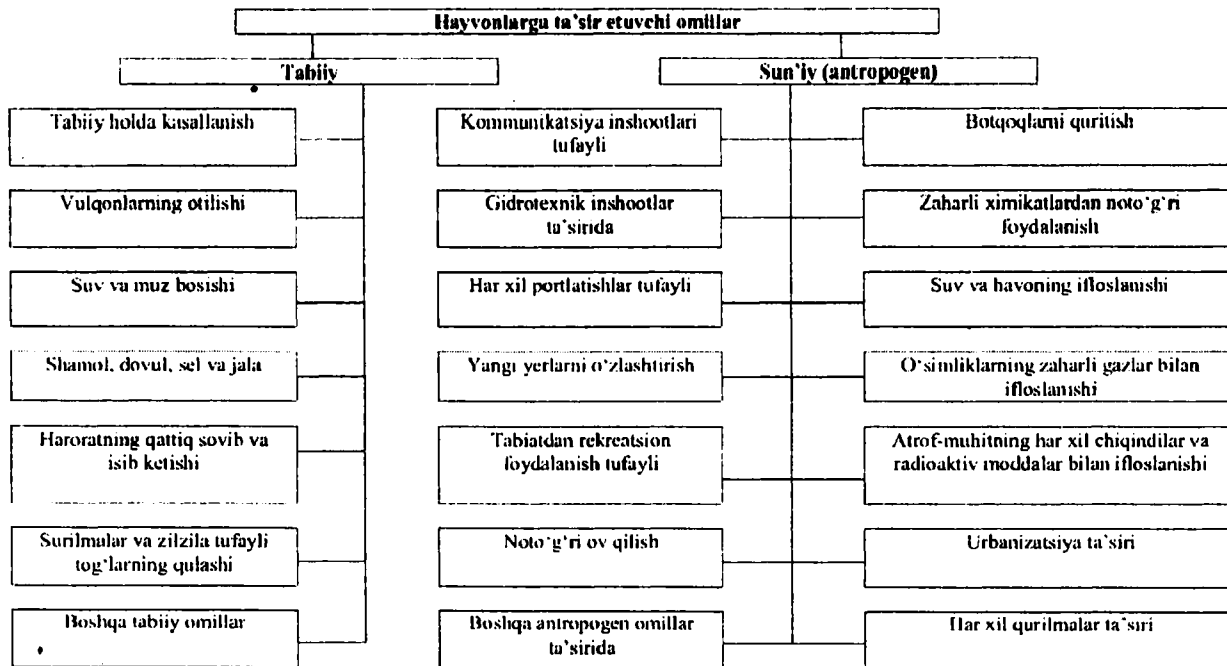 Hayvonlarga ta'sir etuvchi omillar
Tabiiy
Sun'iy (antropogen)
Tabiiy holda kasallanish
Vulqonlarning otilishi
Suv va muz bosishi
Shamol, dovul, sel va jala
Haroratning qattiq sovib va
isib ketishi
Surilmalar va zilzila tufayli
tog‘larning qulashi
Boshqa tabiiy omillar
Kommunikatsiya inshootlari
tufayli
Gidrotexnik inshootlar
ta'sirida
Har xil portlatishlar tufayli
Yangi yerlarni o‘zlashtirish
Tabiatdan rekreatsion
foydalanish tufayli
Noto‘g‘ri ov qilish
Boshqa antropogen omillar
ta'sirida
Botqoqlarni quritish
Zaharli ximikatlardan noto‘g‘ri
foydalanish
Suv va havoning ifloslanishi
O‘simliklarning zaharli gazlar bilan
ifloslanishi
Atrof-muhitning har xil chiqindilar va
radioaktiv moddalar bilan ifloslanishi
Urbanizatsiya ta'siri
Har xil qurilmalar ta'siri